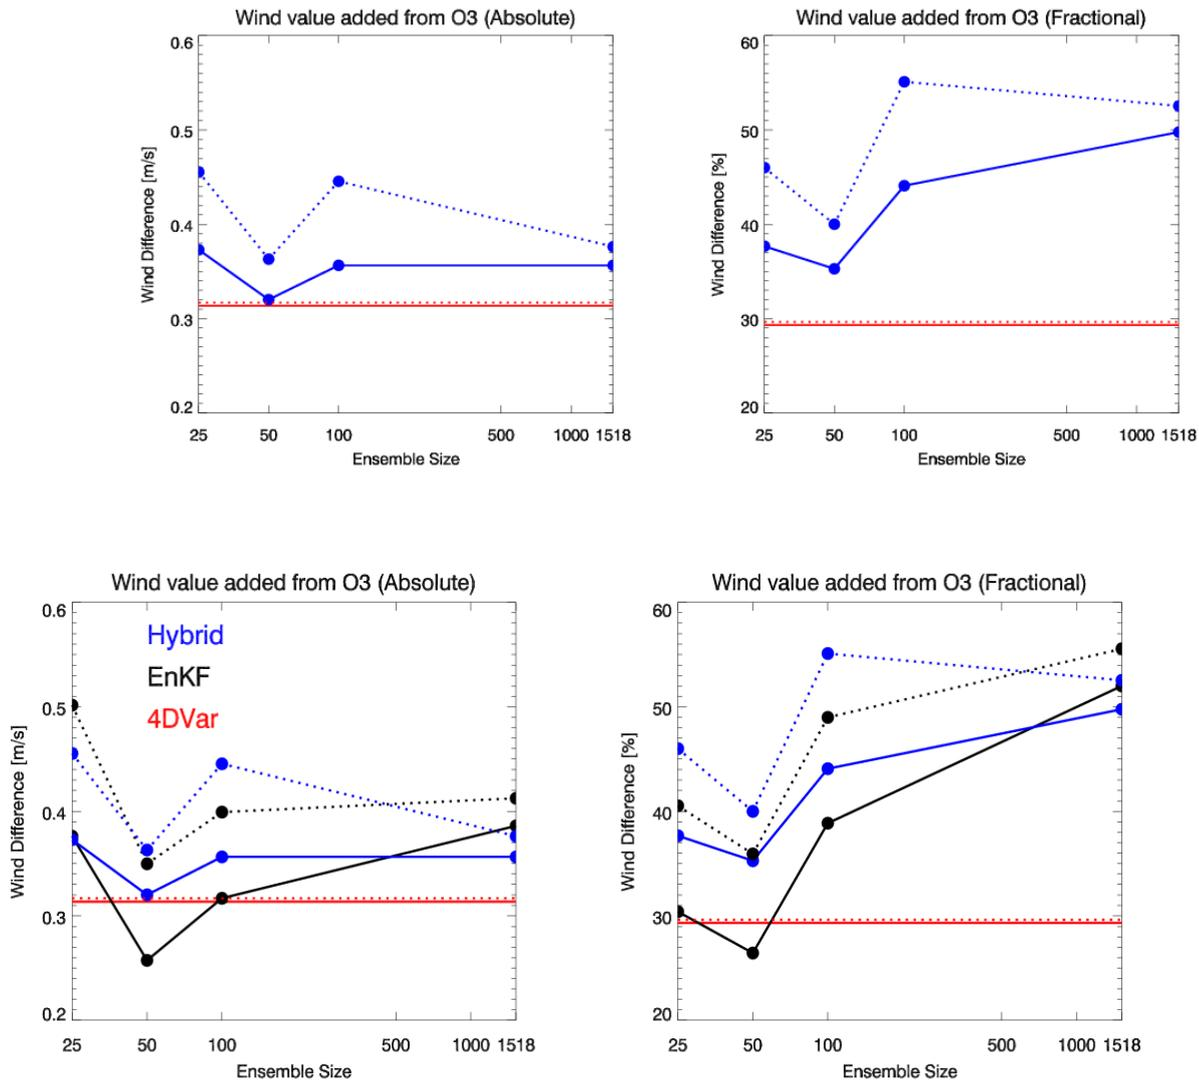 Wind value added from O3 (Absolute)
0.6
0.5
0.4
0.3
0.2
Wind Difference [m/s]
25 50 100 500 1000 1518
Ensemble Size
Wind value added from O3 (Fractional)
60
50
40
30
20
Wind Difference [%]
25 50 100 500 1000 1518
Ensemble Size
Wind value added from O3 (Absolute)
0.6
0.5
0.4
0.3
0.2
Wind Difference [m/s]
Hybrid
EnKF
4DVar
25 50 100 500 1000 1518
Ensemble Size
Wind value added from O3 (Fractional)
60
50
40
30
20
Wind Difference [%]
25 50 100 500 1000 1518
Ensemble Size